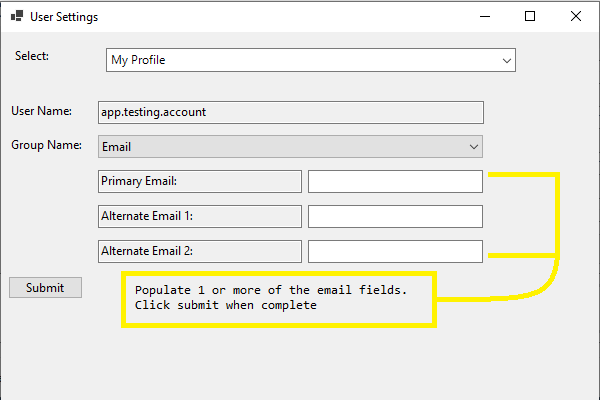 User Settings
Select:
My Profile
User Name:
app.testing.account
Group Name:
Email
Primary Email:
Alternate Email 1:
Alternate Email 2:
Submit
Populate 1 or more of the email fields.
Click submit when complete